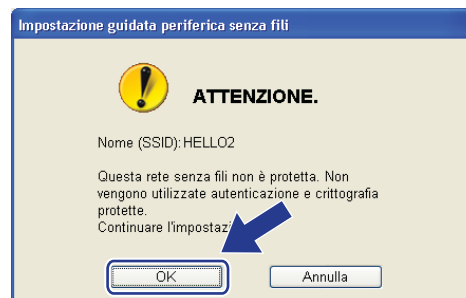 Impostazione guidata periferica senza fili
ATTENZIONE.
Nome (SSID):HELLO2
Questa rete senza fili non è protetta. Non
vengono utilizzate autenticazione e crittografia
protette.
Continuare
OK
Annulla